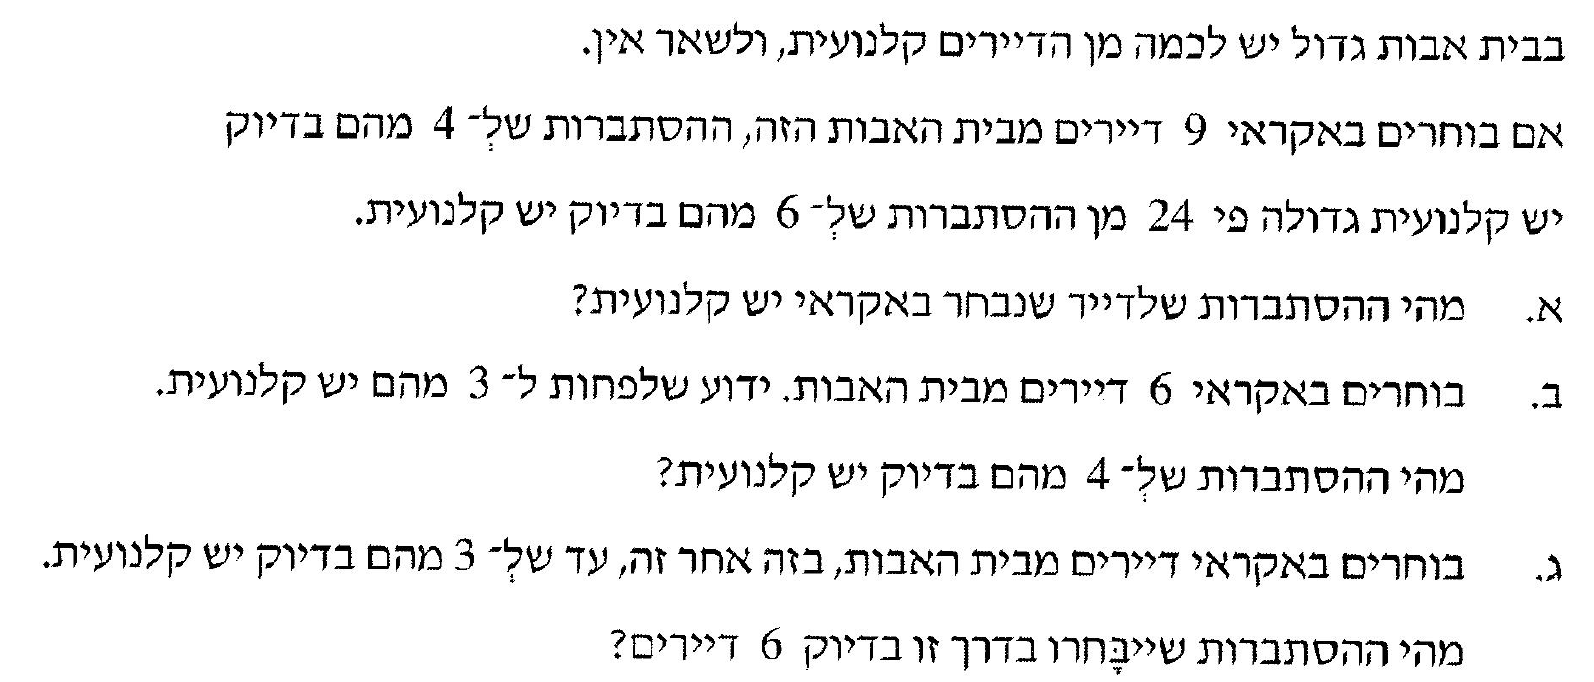 בבית אבות גדול יש לכמה מן הדיירים קלנועית, ולשאר אין.
אם בוחרים באקראי 9 דיירים מבית האבות הזה, ההסתברות שלְ־ 4 מהם בדיוק
יש קלנועית גדולה פי 24 מן ההסתברות שלְ־ 6 מהם בדיוק יש קלנועית.
א. מהי ההסתברות שלדייר שנבחר באקראי יש קלנועית?
ב. בוחרים באקראי 6 דיירים מבית האבות. ידוע שלפחות ל־ 3 מהם יש קלנועית.
מהי ההסתברות שלְ־ 4 מהם בדיוק יש קלנועית?
ג. בוחרים באקראי דיירים מבית האבות, בזה אחר זה, עד שלְ־ 3 מהם בדיוק יש קלנועית.
מהי ההסתברות שייבָּחרו בדרך זו בדיוק 6 דיירים?